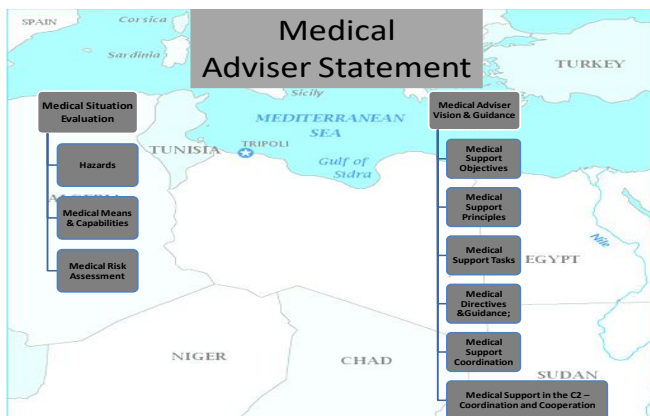 SPAIN
Corsica
Sardinia
Medical
Adviser Statement
TURKEY
Sicily
Medical Situation
Evaluation
Hazards
Medical Means
& Capabilities
Medical Risk
Assessment
TUNISIA
TRIPOLI
MEDITERRANEAN
SEA
Gulf of
Sidra
Medical Adviser
Vision & Guidance
Medical
Support
Objectives
Medical
Support
Principles
Medical
Support Tasks
Medical
Directives
&Guidance;
Medical
Support
Coordination
Medical Support in the C2 –
Coordination and Cooperation
EGYPT
Nile
NIGER
CHAD
SUDAN